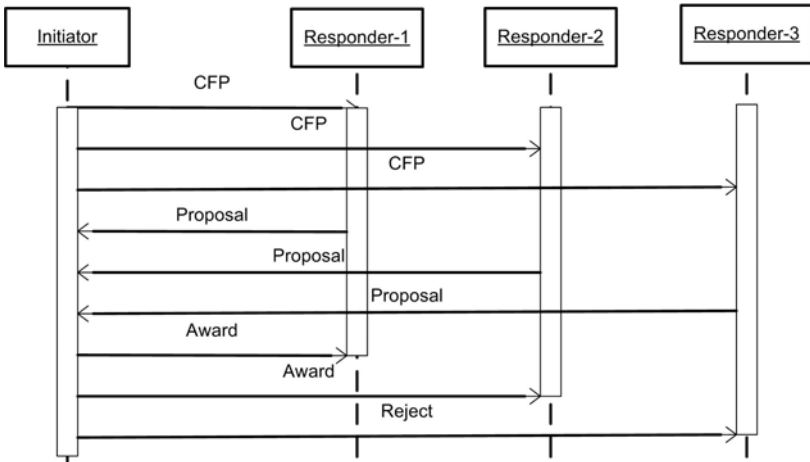 Initiator
Responder-1
Responder-2
Responder-3
CFP
CFP
CFP
Proposal
Proposal
Proposal
Award
Award
Reject